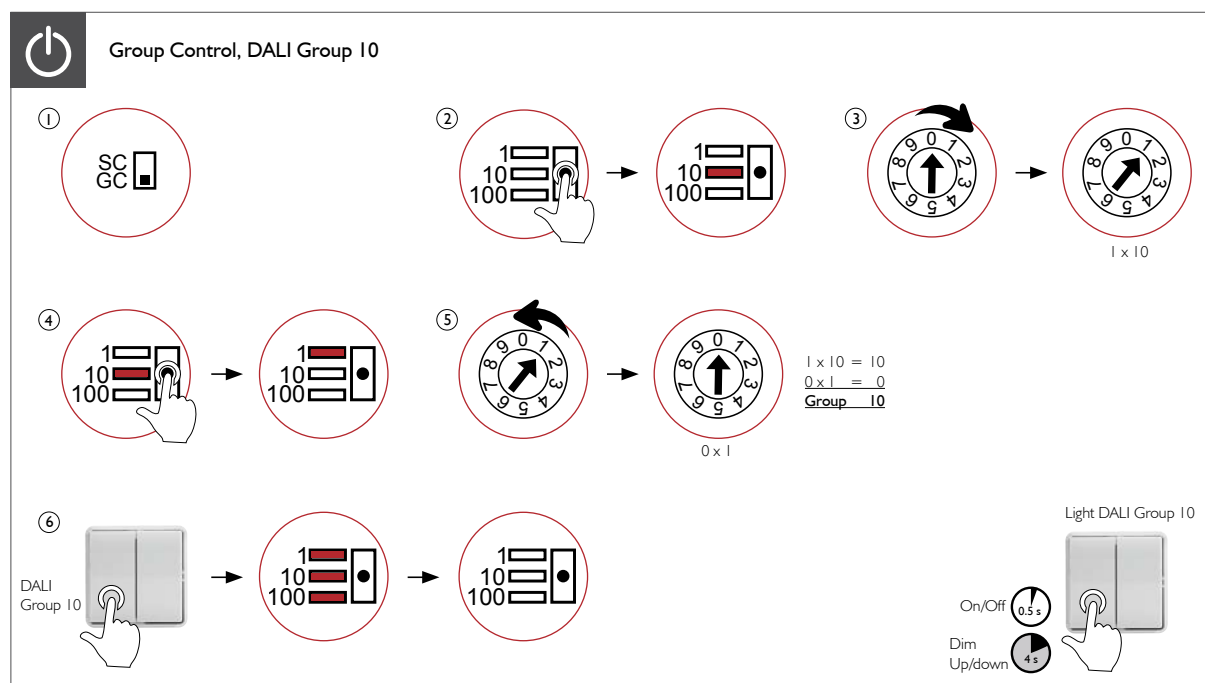 Group Control, DALI Group 10
1
SC
GC
2
1
10
100
1
10
100
3
0 1 2 3 4 5 6 7 8 9
0 1 2 3 4 5 6 7 8 9
1 x 10
4
1
10
100
1
10
100
5
0 1 2 3 4 5 6 7 8 9
0 1 2 3 4 5 6 7 8 9
0 x 1
1 x 10 = 10
0 x 1 = 0
Group 10
6
DALI
Group 10
1
10
100
1
10
100
Light DALI Group 10
On/Off
0.5 s
Dim
Up/down
4 s